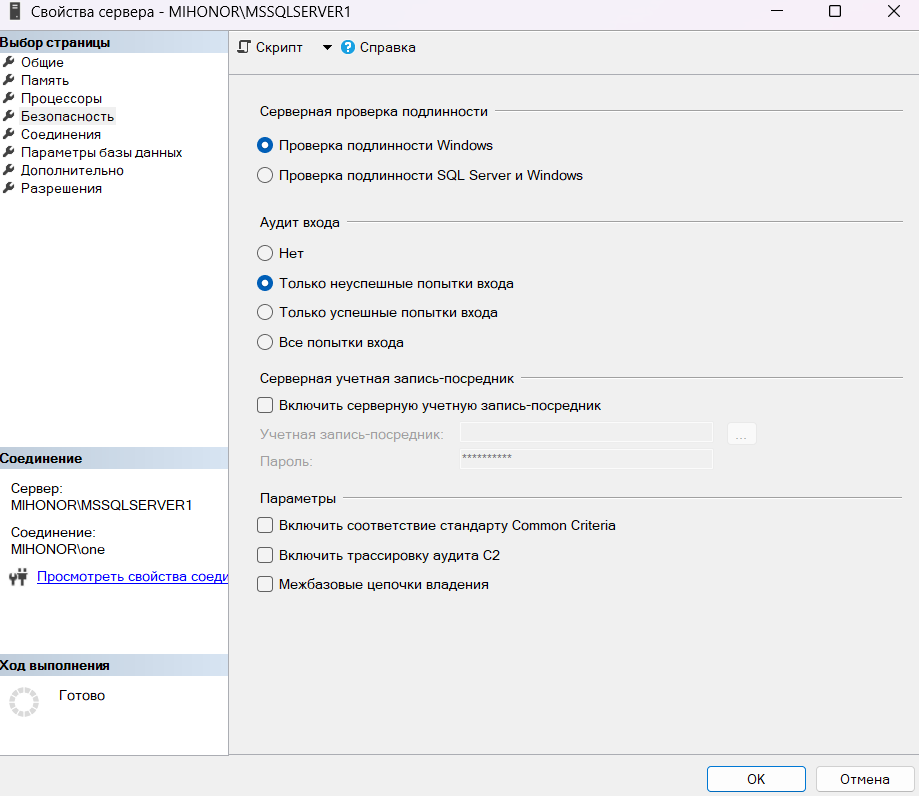 Свойства сервера - MIHONOR\MSSQLSERVER1
Выбор страницы
Общие
Память
Процессоры
Безопасность
Соединения
Параметры базы данных
Дополнительно
Разрешения
Соединение
Сервер:
MIHONOR\MSSQLSERVER1
Соединение:
MIHONOR\one
Просмотреть свойства соеди
Ход выполнения
Готово
Скрипт
Справка
Серверная проверка подлинности
Проверка подлинности Windows
Проверка подлинности SQL Server и Windows
Аудит входа
Нет
Только неуспешные попытки входа
Только успешные попытки входа
Все попытки входа
Серверная учетная запись-посредник
Включить серверную учетную запись-посредник
Учетная запись-посредник:
...
Пароль:
**********
Параметры
Включить соответствие стандарту Common Criteria
Включить трассировку аудита C2
Межбазовые цепочки владения
OK
Отмена